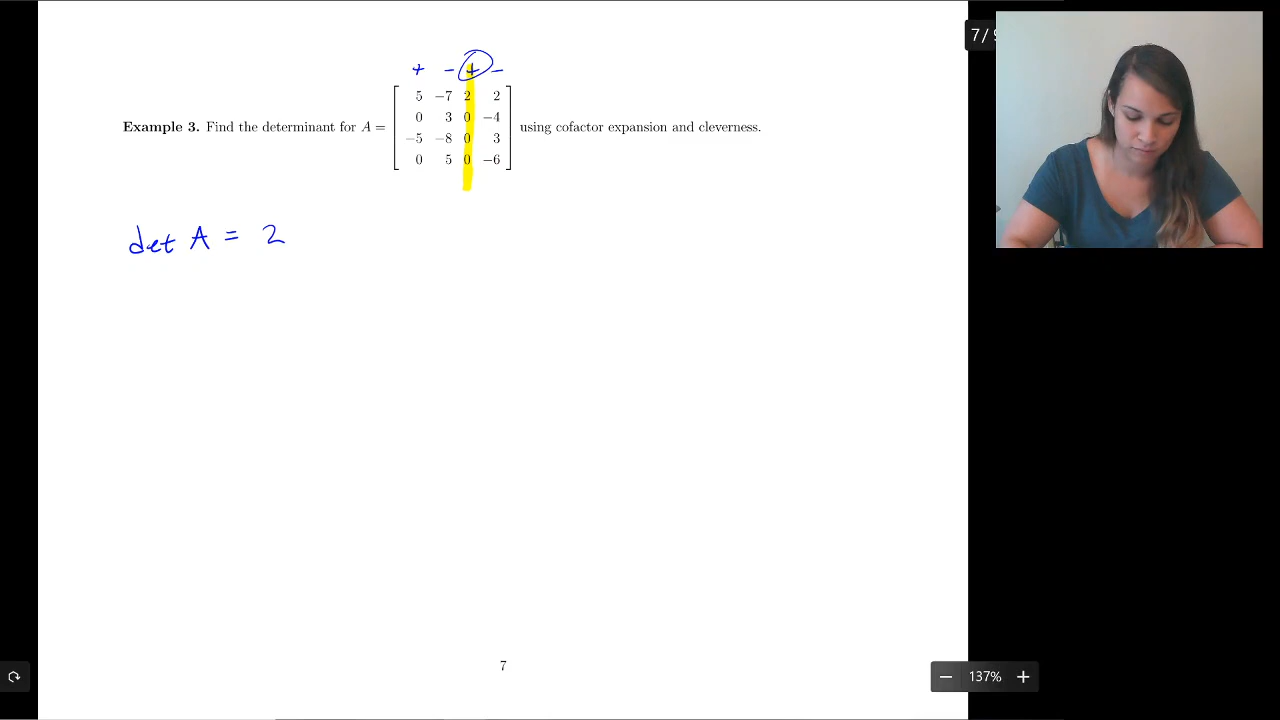 7 / 9
+ − + −
5 −7 2 2
Example 3. Find the determinant for A = 0 3 0 −4 using cofactor expansion and cleverness.
−5 −8 0 3
0 5 0 −6
det A = 2
7
− 137% +